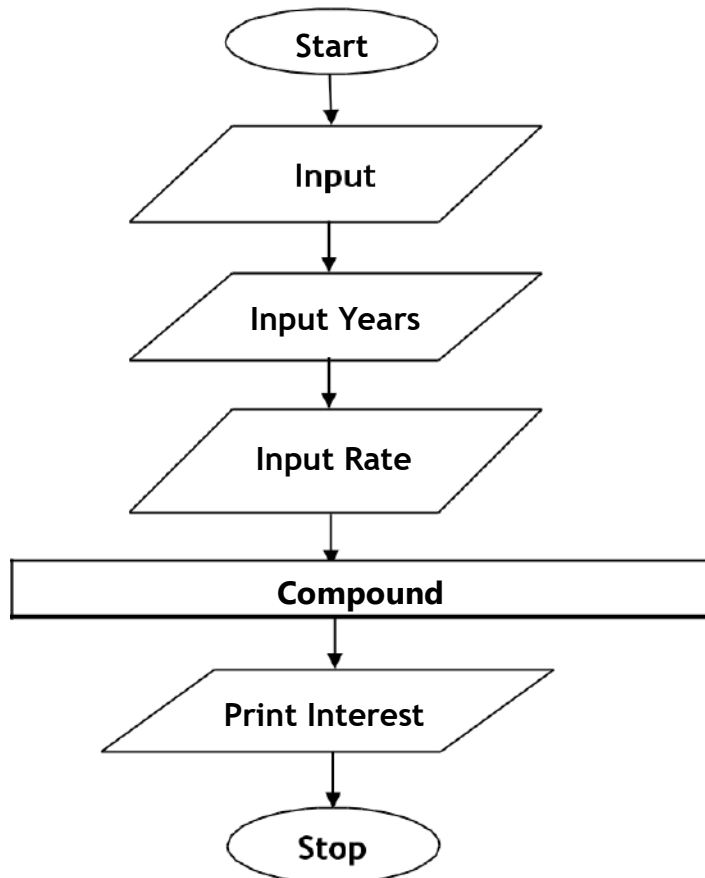 Start
Input
Input Years
Input Rate
Compound
Print Interest
Stop